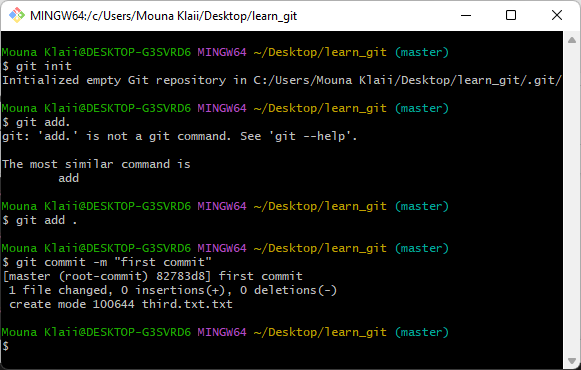 MINGW64:/c/Users/Mouna Klaii/Desktop/learn_git
Mouna Klaii@DESKTOP-G3SVRD6 MINGW64 ~/Desktop/learn_git (master)
$ git init
Initialized empty Git repository in C:/Users/Mouna Klaii/Desktop/learn_git/.git/
Mouna Klaii@DESKTOP-G3SVRD6 MINGW64 ~/Desktop/learn_git (master)
$ git add.
git: 'add.' is not a git command. See 'git --help'.
The most similar command is
        add
Mouna Klaii@DESKTOP-G3SVRD6 MINGW64 ~/Desktop/learn_git (master)
$ git add .
Mouna Klaii@DESKTOP-G3SVRD6 MINGW64 ~/Desktop/learn_git (master)
$ git commit -m "first commit"
[master (root-commit) 82783d8] first commit
 1 file changed, 0 insertions(+), 0 deletions(-)
 create mode 100644 third.txt.txt
Mouna Klaii@DESKTOP-G3SVRD6 MINGW64 ~/Desktop/learn_git (master)
$